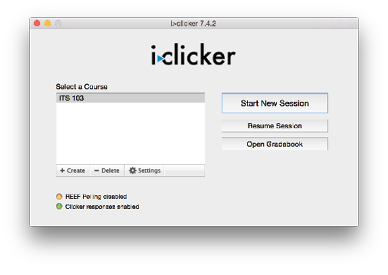 i>clicker 7.4.2
i>clicker
Select a Course
ITS 103
Start New Session
Resume Session
Open Gradebook
+ Create − Delete Settings
REEF Polling disabled
Clicker responses enabled